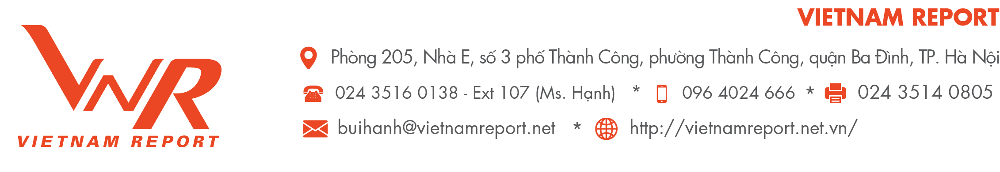 VNR
VIETNAM REPORT
VIETNAM REPORT
Phòng 205, Nhà E, số 3 phố Thành Công, phường Thành Công, quận Ba Đình, TP. Hà Nội
024 3516 0138 - Ext 107 (Ms. Hạnh) * 096 4024 666 * 024 3514 0805
buihanh@vietnamreport.net * http://vietnamreport.net.vn/